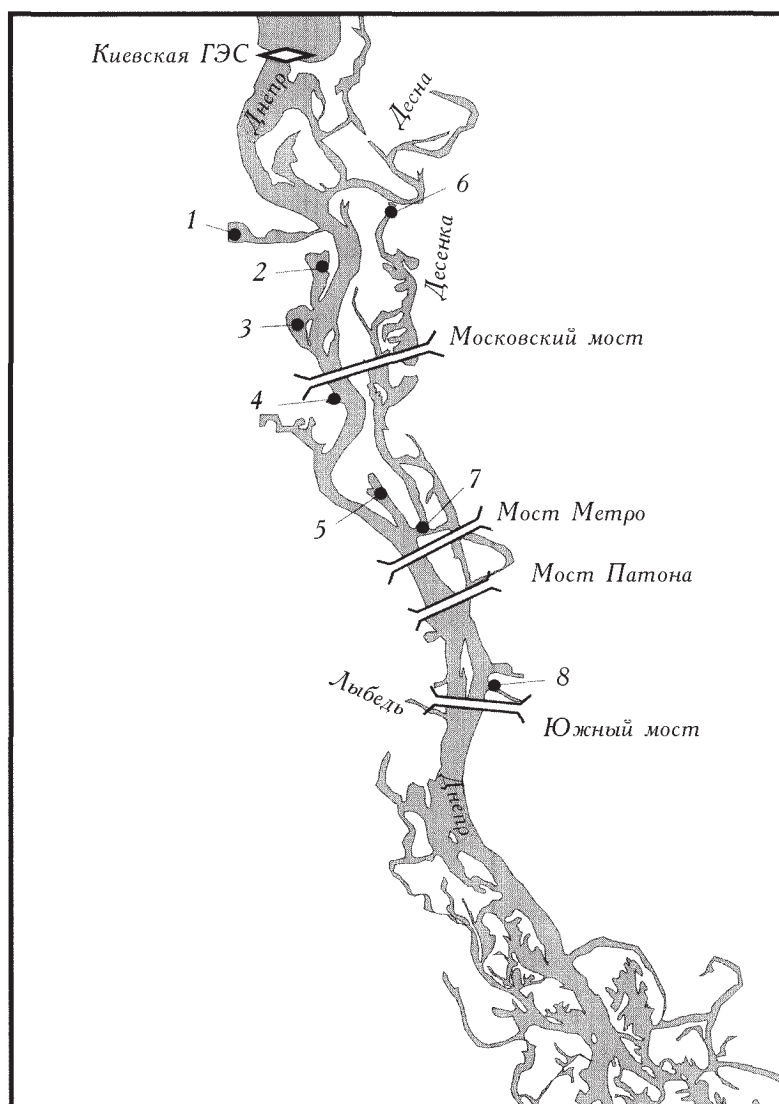 Киевская ГЭС
Днепр
Десна
6
1
Десенка
2
3
Московский мост
4
7
5
Мост Метро
Мост Патона
8
Лыбедь
Южный мост
Днепр